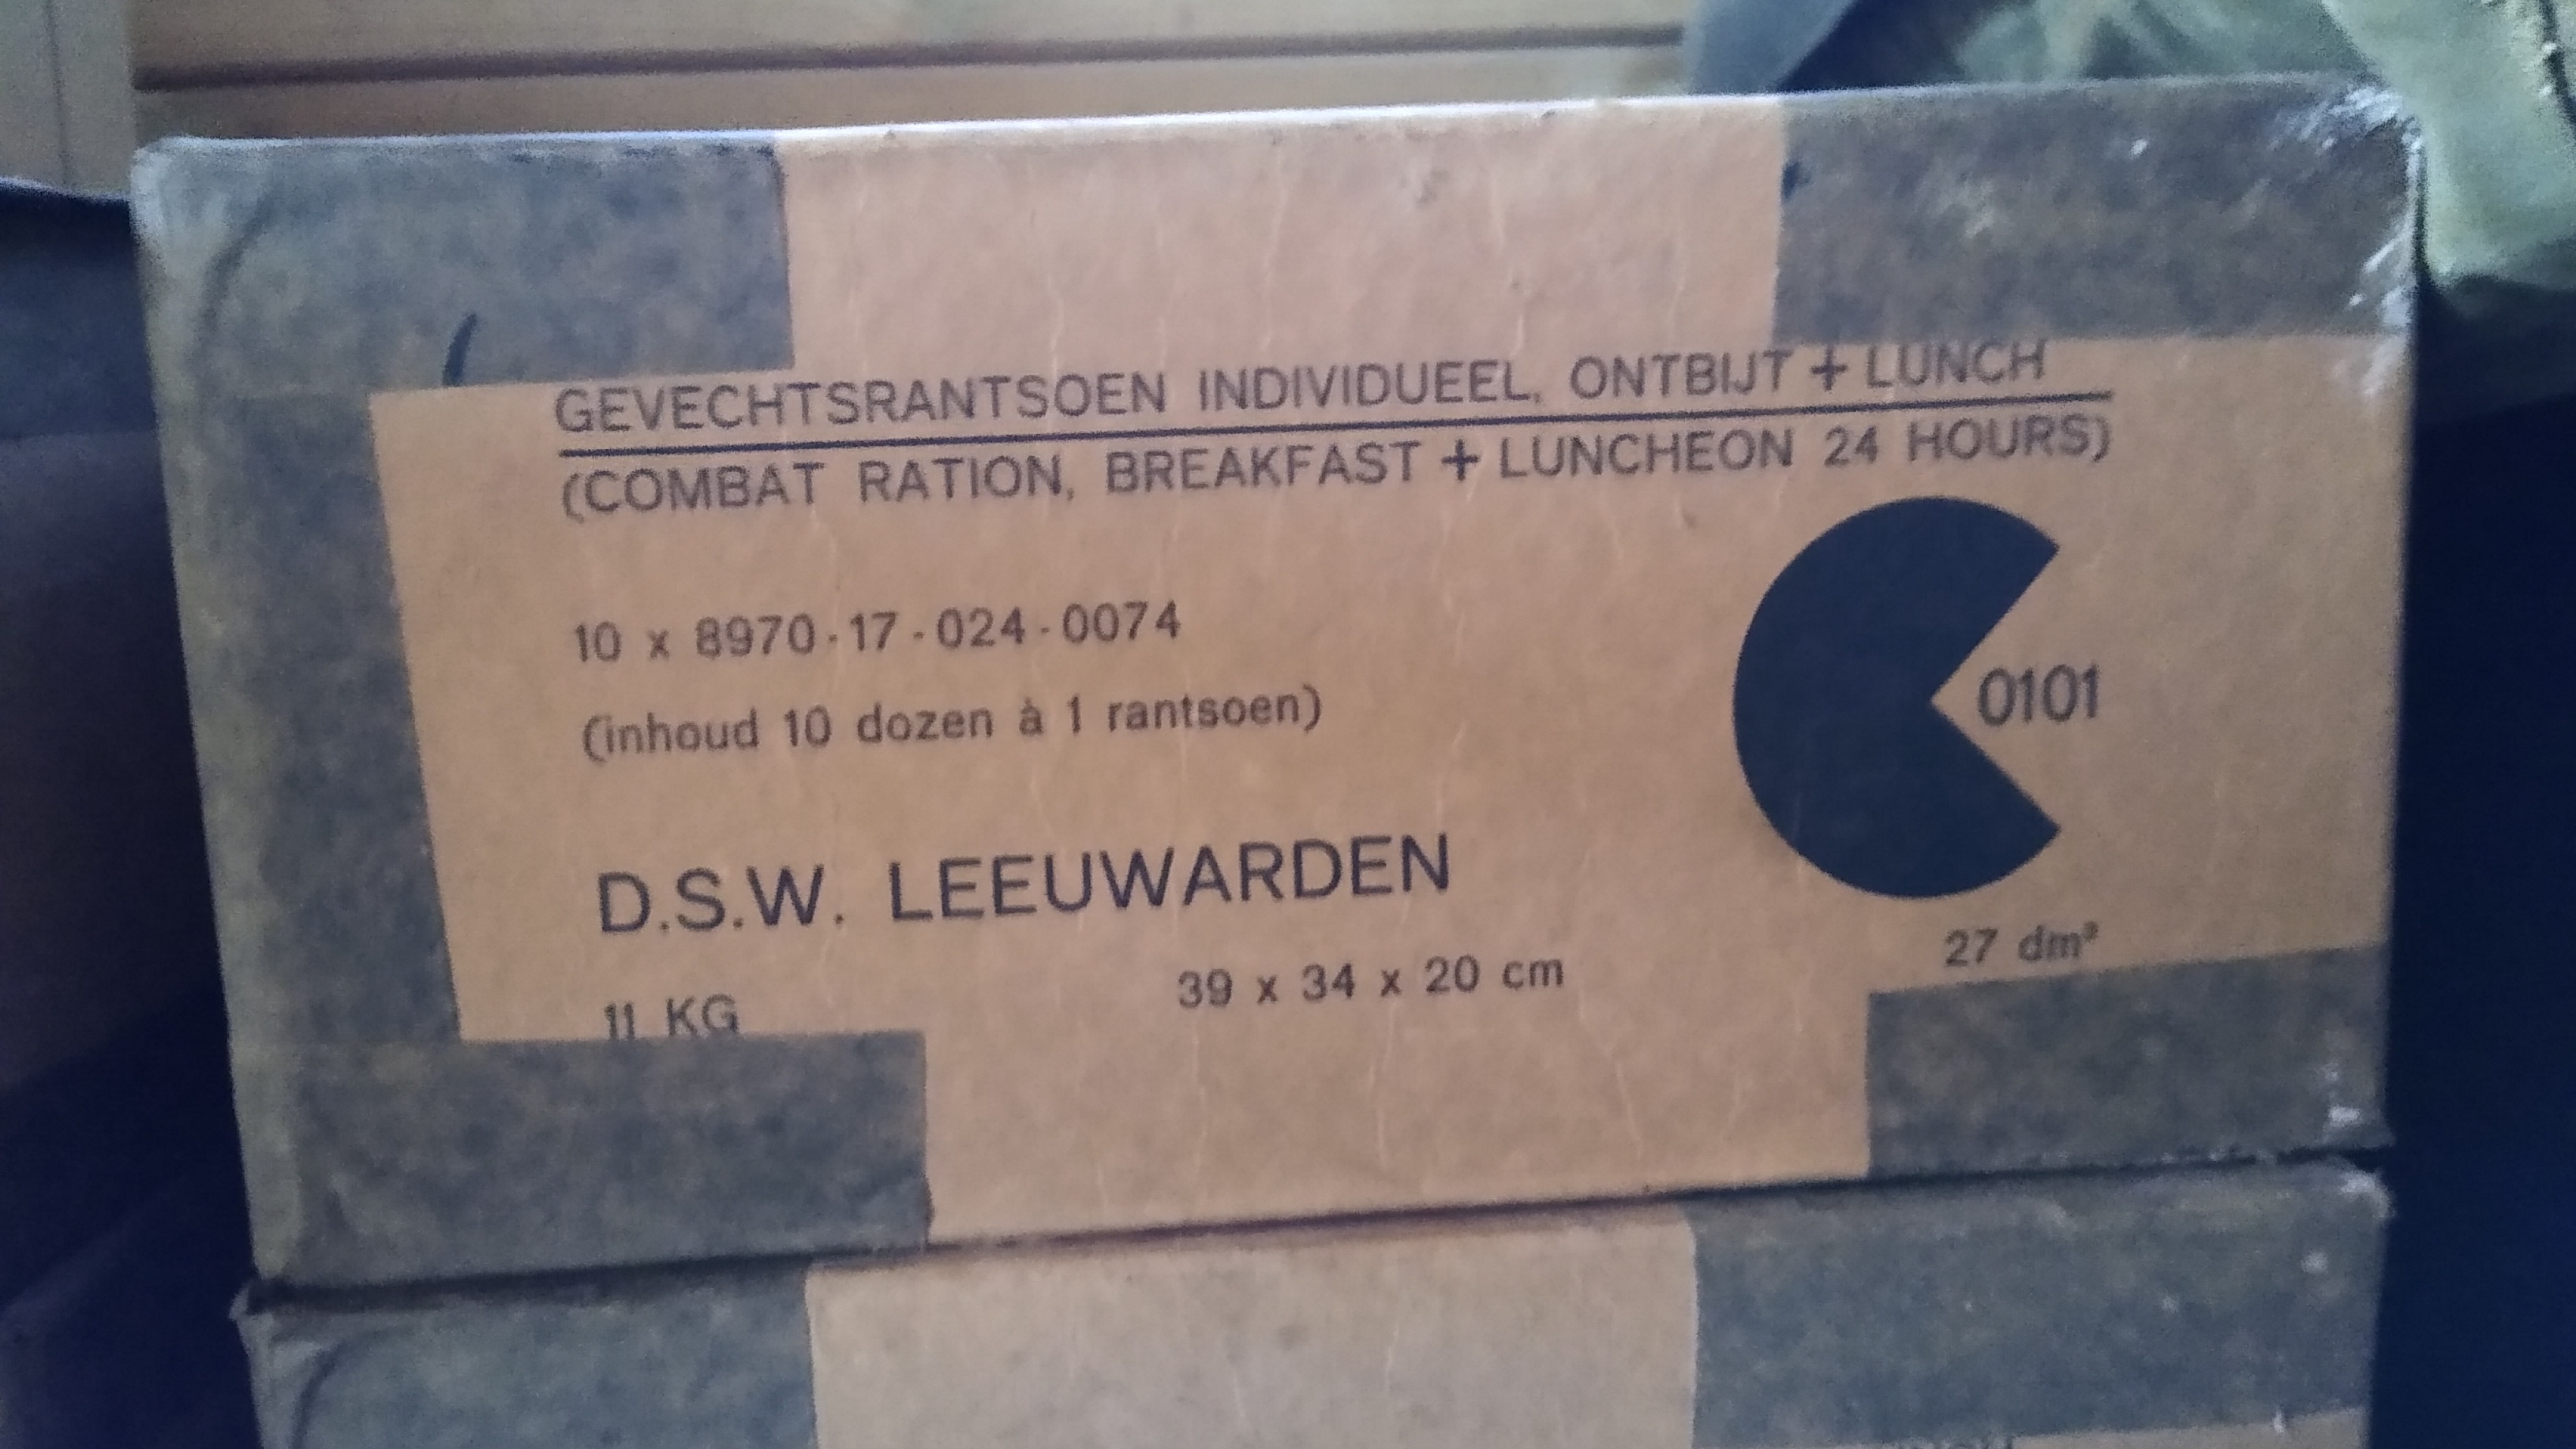 GEVECHTSRANTSOEN INDIVIDUEEL, ONTBIJT + LUNCH
(COMBAT RATION, BREAKFAST + LUNCHEON 24 HOURS)
10 x 8970-17-024-0074
(inhoud 10 dozen à 1 rantsoen)
0101
D.S.W. LEEUWARDEN
27 dm³
39 x 34 x 20 cm
11 KG